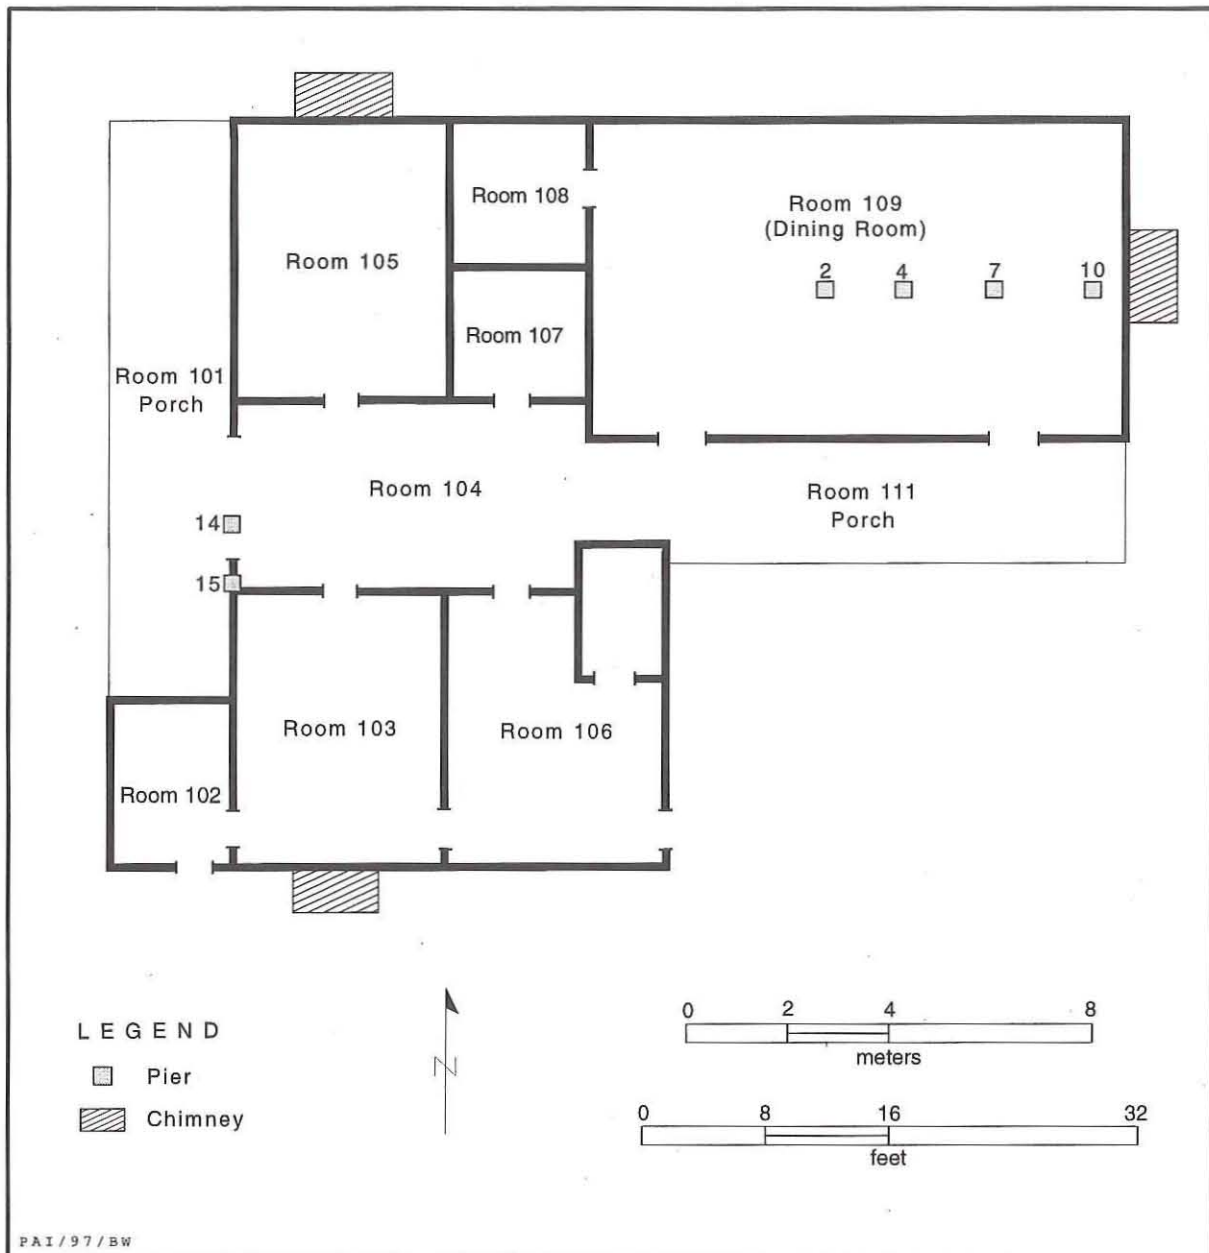 Room 108
Room 109
(Dining Room)
Room 105
2 4 7 10
Room 107
Room 101
Porch
Room 104
Room 111
Porch
14
15
Room 103
Room 106
Room 102
LEGEND
Pier
Chimney
N
0 2 4 8
meters
0 8 16 32
feet
PAI/97/BW